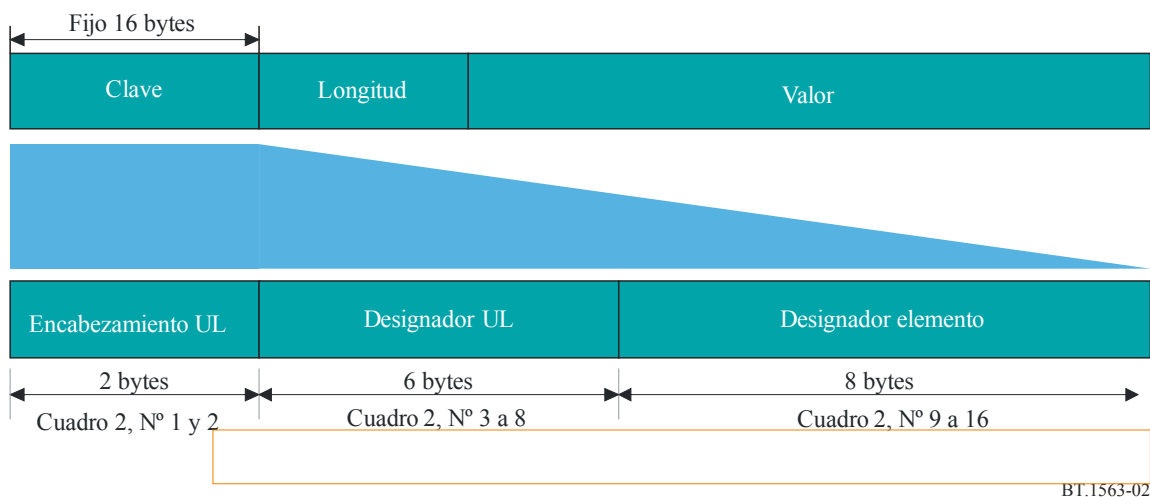 Fijo 16 bytes
Clave Longitud Valor
Encabezamiento UL Designador UL Designador elemento
2 bytes 6 bytes 8 bytes
Cuadro 2, Nº 1 y 2 Cuadro 2, Nº 3 a 8 Cuadro 2, Nº 9 a 16
BT.1563-02